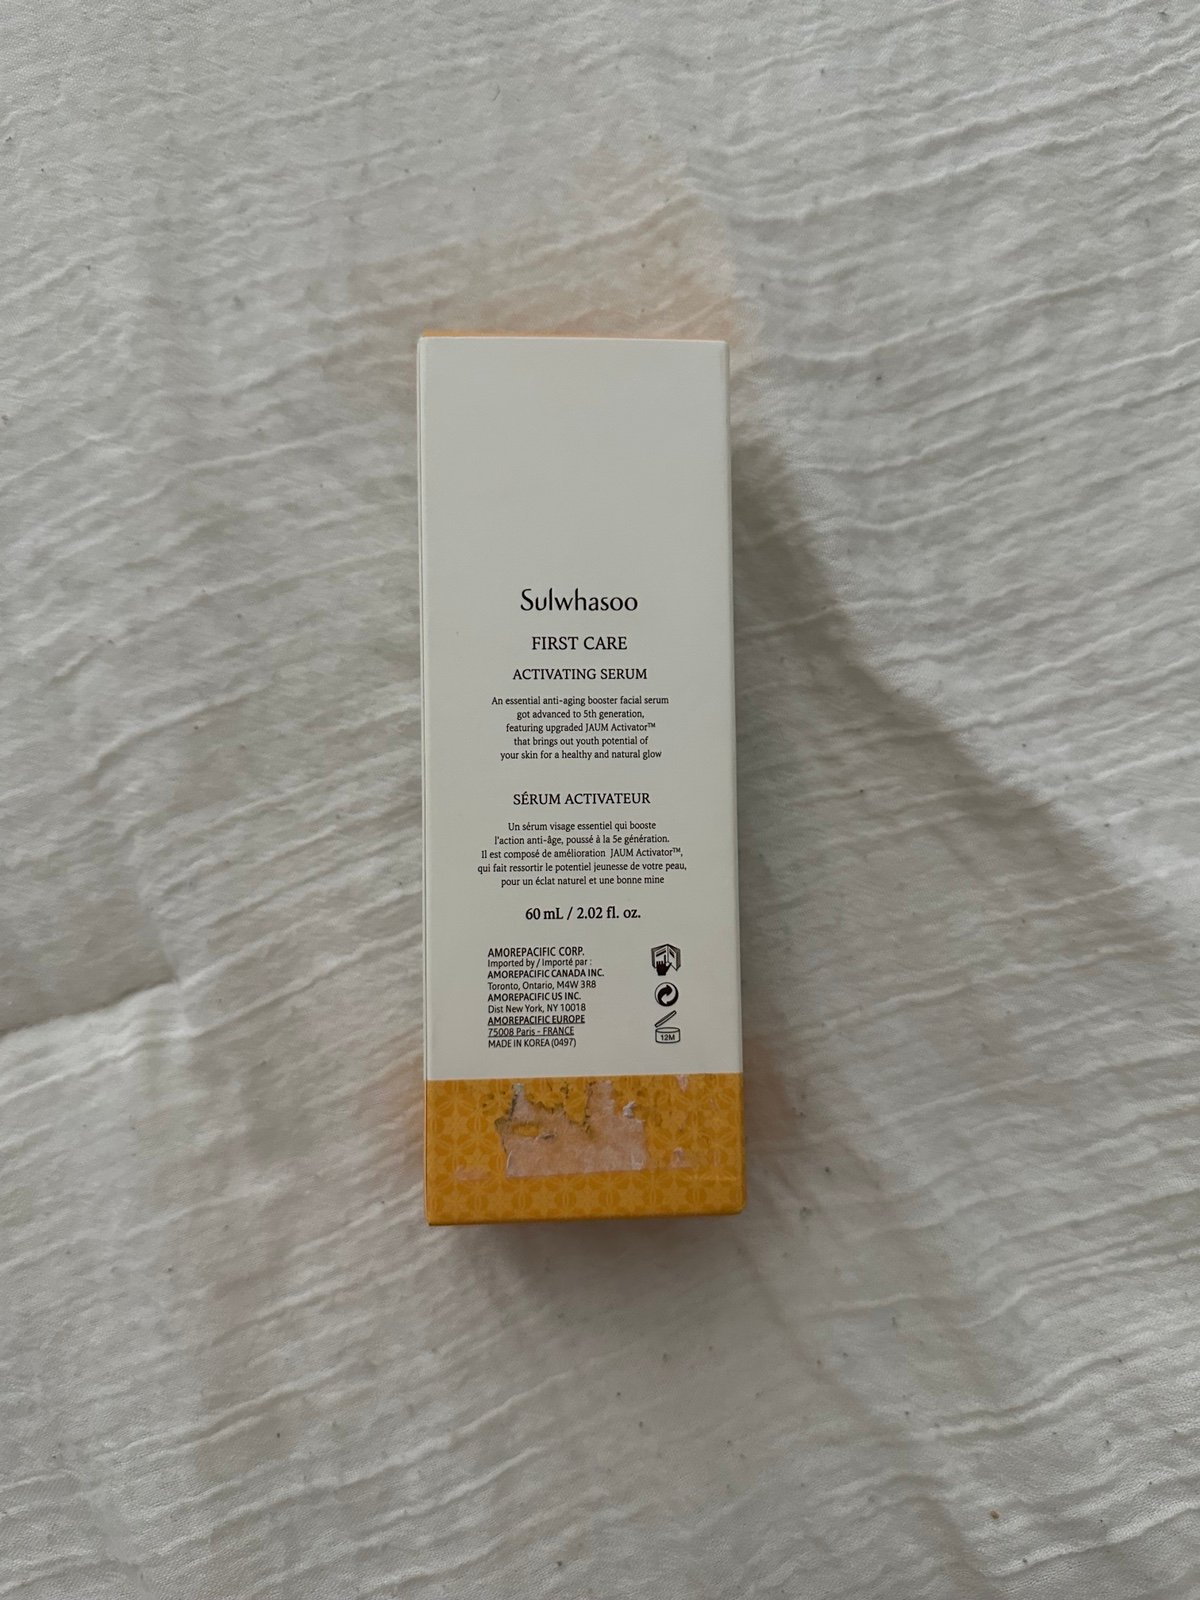 Sulwhasoo
FIRST CARE
ACTIVATING SERUM
An essential anti-aging booster facial serum
got advanced to 5th generation,
featuring upgraded JAUM Activator™
that brings out youth potential of
your skin for a healthy and natural glow
SÉRUM ACTIVATEUR
Un sérum visage essentiel qui booste
l'action anti-âge, poussé à la 5e génération.
Il est composé de amélioration JAUM Activator™,
qui fait ressortir le potentiel jeunesse de votre peau,
pour un éclat naturel et une bonne mine
60 mL / 2.02 fl. oz.
AMOREPACIFIC CORP.
Imported by / Importé par :
AMOREPACIFIC CANADA INC.
Toronto, Ontario, M4W 3R8
AMOREPACIFIC US INC.
Dist New York, NY 10018
AMOREPACIFIC EUROPE
75008 Paris - FRANCE
MADE IN KOREA (0497)
12M